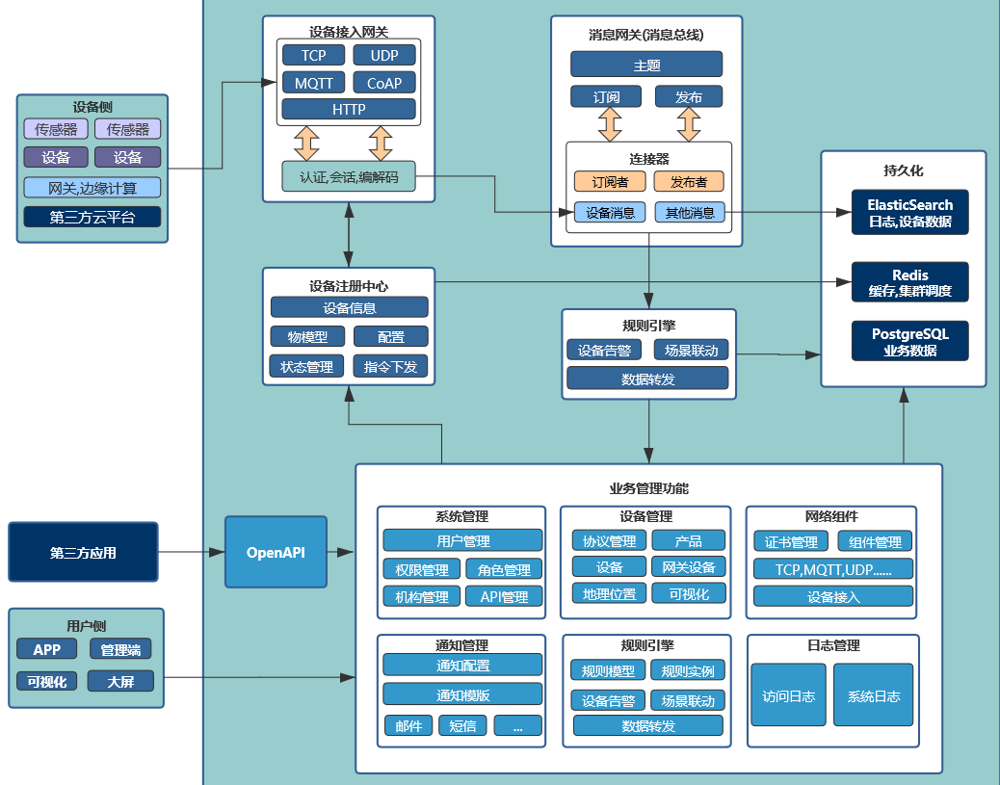 设备侧
传感器
传感器
设备
设备
网关,边缘计算
第三方云平台
设备接入网关
TCP
UDP
MQTT
CoAP
HTTP
认证,会话,编解码
消息网关(消息总线)
主题
订阅
发布
连接器
订阅者
发布者
设备消息
其他消息
持久化
ElasticSearch
日志,设备数据
Redis
缓存,集群调度
PostgreSQL
业务数据
设备注册中心
设备信息
物模型
配置
状态管理
指令下发
规则引擎
设备告警
场景联动
数据转发
第三方应用
OpenAPI
用户侧
APP
管理端
可视化
大屏
业务管理功能
系统管理
用户管理
权限管理
角色管理
机构管理
API管理
设备管理
协议管理
产品
设备
网关设备
地理位置
可视化
网络组件
证书管理
组件管理
TCP,MQTT,UDP......
设备接入
通知管理
通知配置
通知模版
邮件
短信
...
规则引擎
规则模型
规则实例
设备告警
场景联动
数据转发
日志管理
访问日志
系统日志